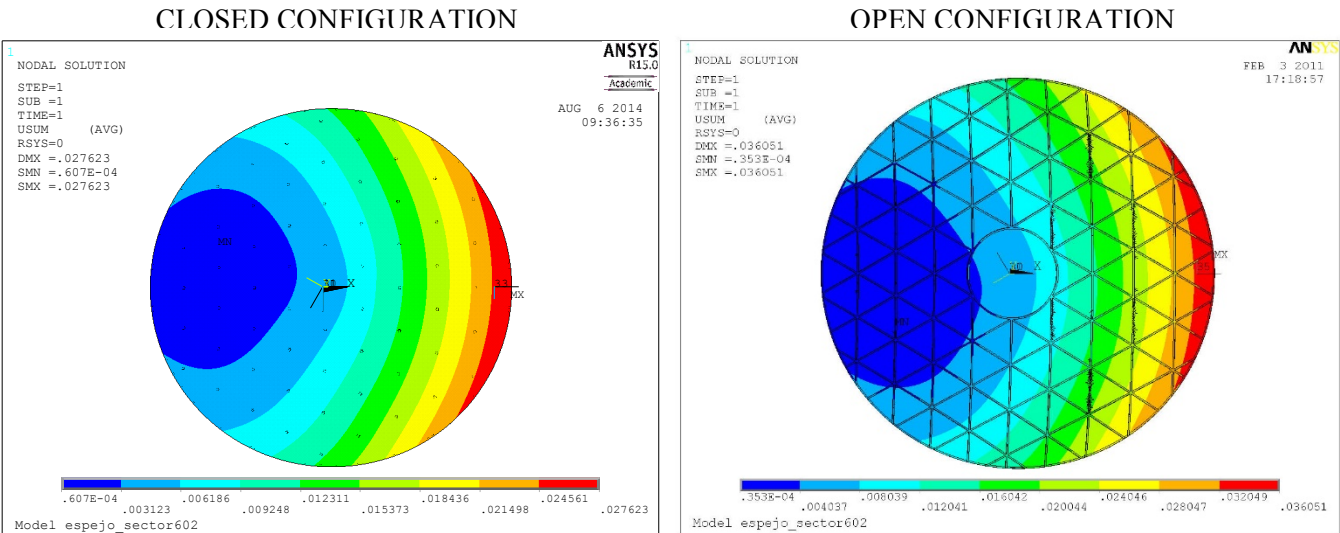 CLOSED CONFIGURATION
1
NODAL SOLUTION
STEP=1
SUB =1
TIME=1
USUM (AVG)
RSYS=0
DMX =.027623
SMN =.607E-04
SMX =.027623
ANSYS
R15.0
Academic
AUG 6 2014
09:36:35
X
33
MX
.607E-04 .006186 .012311 .018436 .024561
.003123 .009248 .015373 .021498 .027623
Model espejo_sector602
OPEN CONFIGURATION
1
NODAL SOLUTION
STEP=1
SUB =1
TIME=1
USUM (AVG)
RSYS=0
DMX =.036051
SMN =.353E-04
SMX =.036051
ANSYS
FEB 3 2011
17:18:57
X
MX
.353E-04 .008039 .016042 .024046 .032049
.004037 .012041 .020044 .028047 .036051
Model espejo_sector602